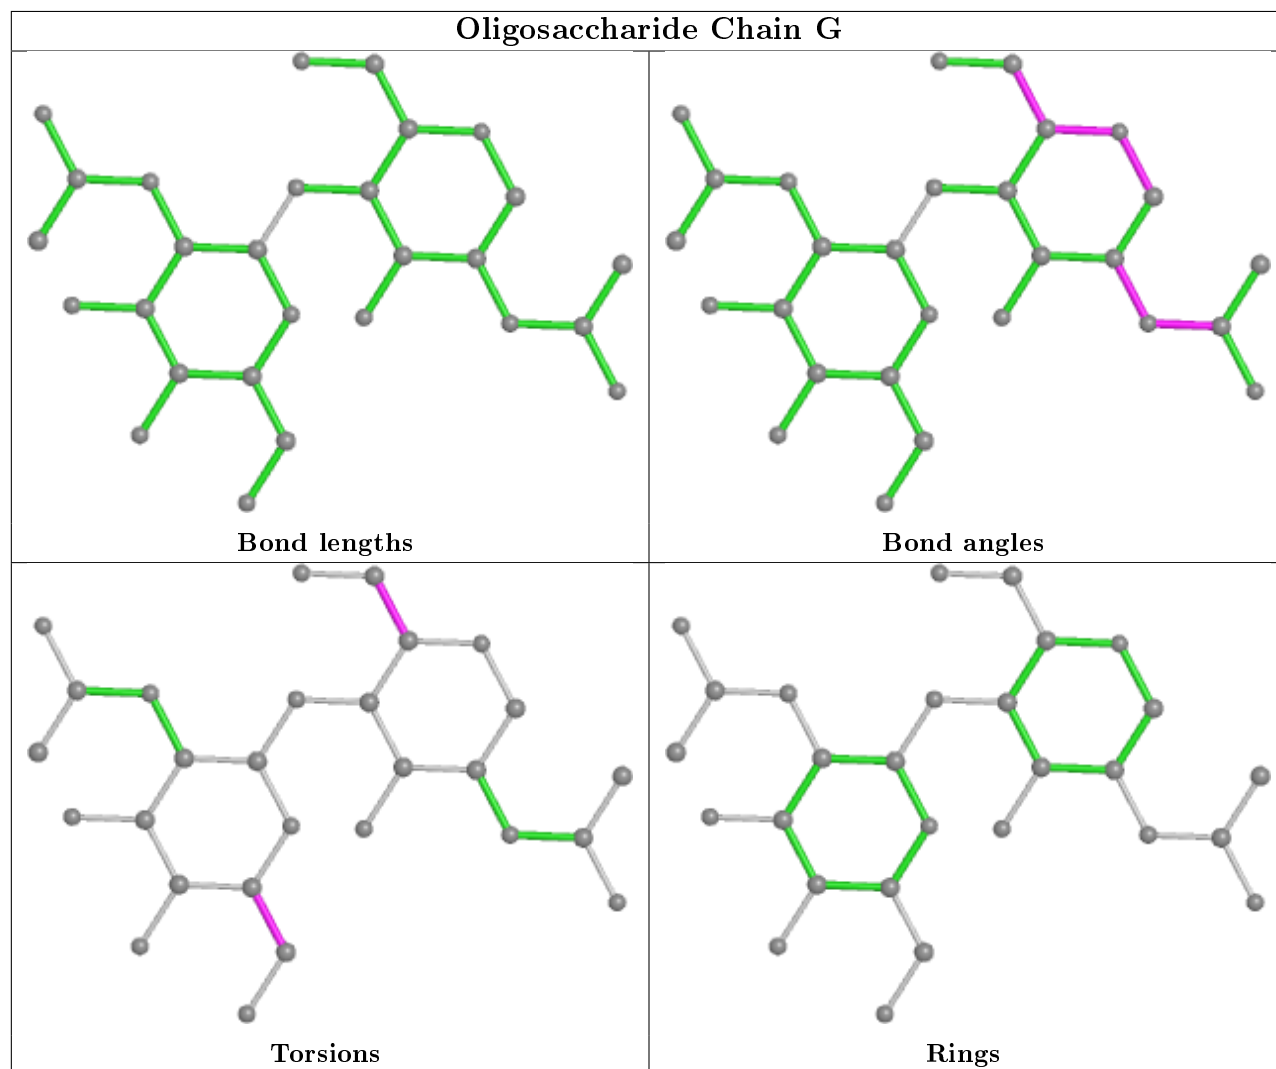 Oligosaccharide Chain G
Bond lengths
Bond angles
Torsions
Rings